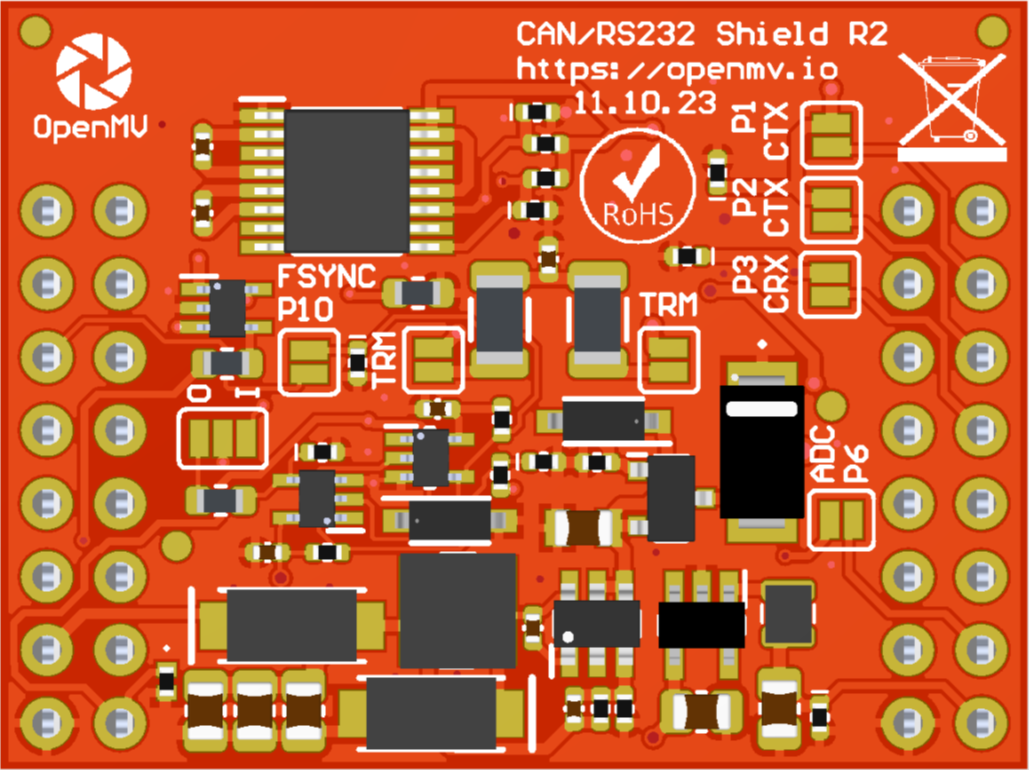 CAN/RS232 Shield R2
https://openmv.io
11.10.23
OpenMV
P1
CTX
RoHS
P2
CTX
P3
CRX
FSYNC
P10
TRM
TRM
O I
ADC
P6